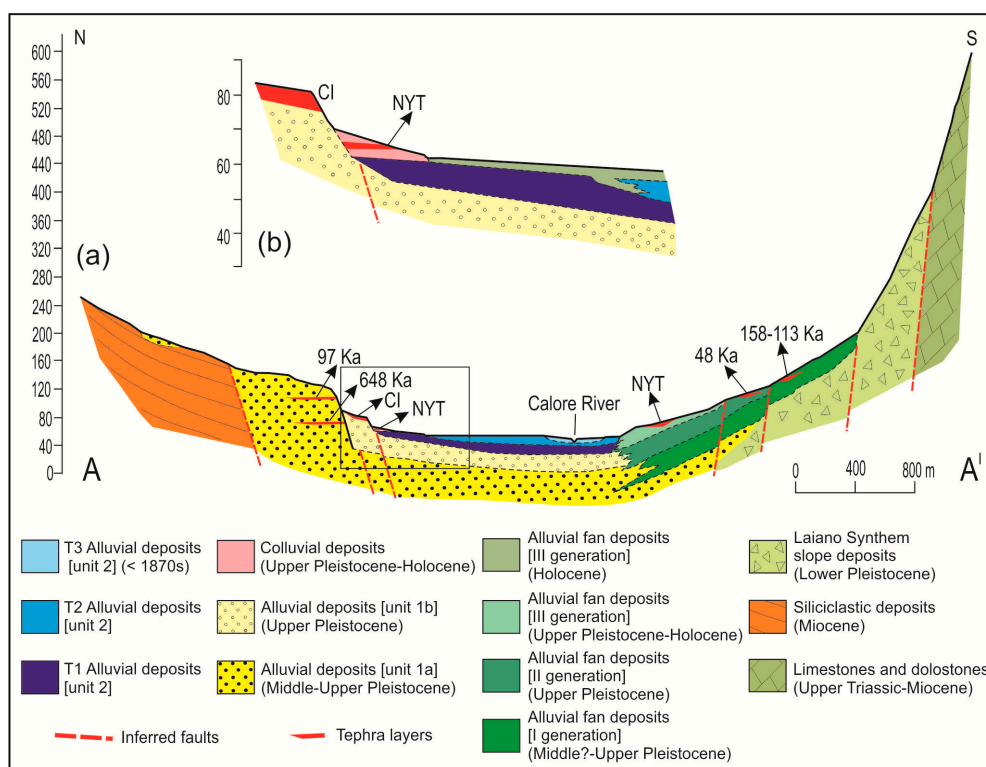 N
S
600
560
520
480
440
400
360
320
280
240
200
160
120
80
40
0
80
60
40
CI
NYT
(a)
(b)
97 Ka
648 Ka
CI
NYT
Calore River
NYT
48 Ka
158-113 Ka
A
A'
0 400 800 m
T3 Alluvial deposits
[unit 2] (< 1870s)
T2 Alluvial deposits
[unit 2]
T1 Alluvial deposits
[unit 2]
Colluvial deposits
(Upper Pleistocene-Holocene)
Alluvial deposits [unit 1b]
(Upper Pleistocene)
Alluvial deposits [unit 1a]
(Middle-Upper Pleistocene)
Alluvial fan deposits
[III generation]
(Holocene)
Alluvial fan deposits
[III generation]
(Upper Pleistocene-Holocene)
Alluvial fan deposits
[II generation]
(Upper Pleistocene)
Alluvial fan deposits
[I generation]
(Middle?-Upper Pleistocene)
Laiano Synthem
slope deposits
(Lower Pleistocene)
Siliciclastic deposits
(Miocene)
Limestones and dolostones
(Upper Triassic-Miocene)
Inferred faults
Tephra layers